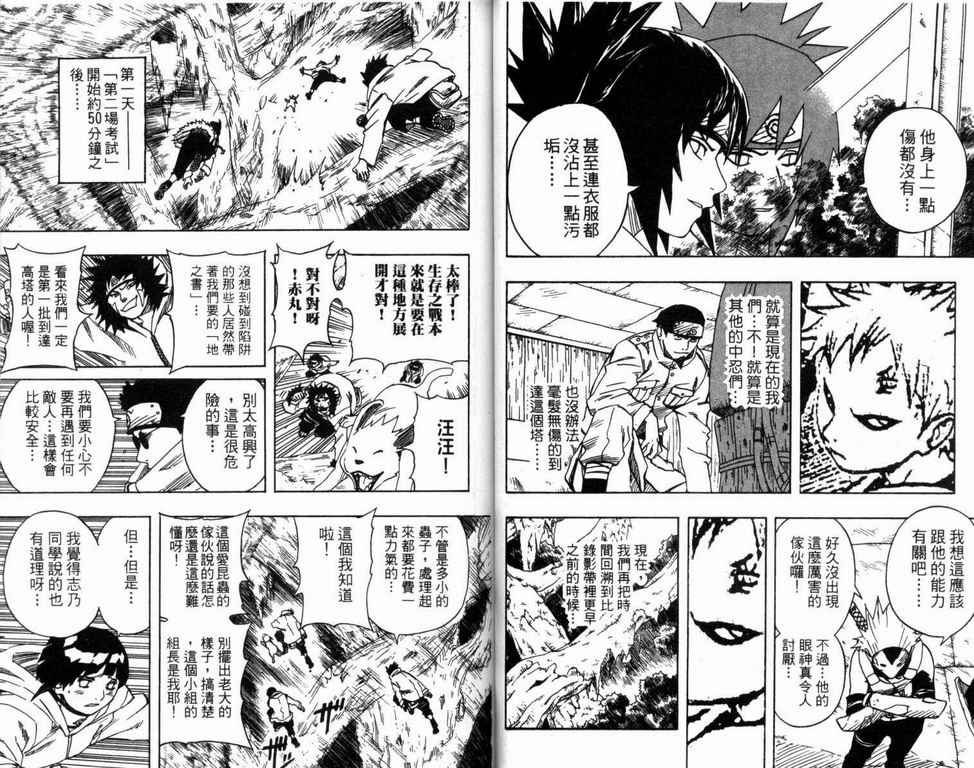 他身上一點
傷都沒有…
甚至連衣服都
沒沾上一點污
垢……
就算是現在的我
們…不！就算是
其他的中忍們…
也沒辦法
毫髮無傷的到
達這個塔……
我想這應該
跟他的能力
有關吧…
好久沒出現
這麼厲害的
傢伙囉！
不過…他的
眼神真令人
討厭…
現在，
我們再把時
間回溯到比
錄影帶裡更早
之前的時候…
第一天——
「第二場考試」
開始約50分鐘之
後……
太棒了！
生存之戰本
來就是要在
這種地方展
開才對！
對不對呀
！赤丸！
汪汪！
沒想到碰到陷阱
的那些人居然帶
著我們要的「地
之書」…
看來我們一定
是第一批到達
高塔的人喔！
別太高興了
，這是很危
險的事…
我們要小心不
要再遇到任何
敵人…這樣會
比較安全…
不管是多小的
蟲子，處理起
來都要花費一
點力氣的…
這個我知道
啦！
這個愛昆蟲的
傢伙說的話怎
麼還是這麼難
懂呀！
別擺出老大的
樣子，搞清楚
，這個小組的
組長是我耶！
但…但是…
我覺得志乃
同學說的也
有道理呀…